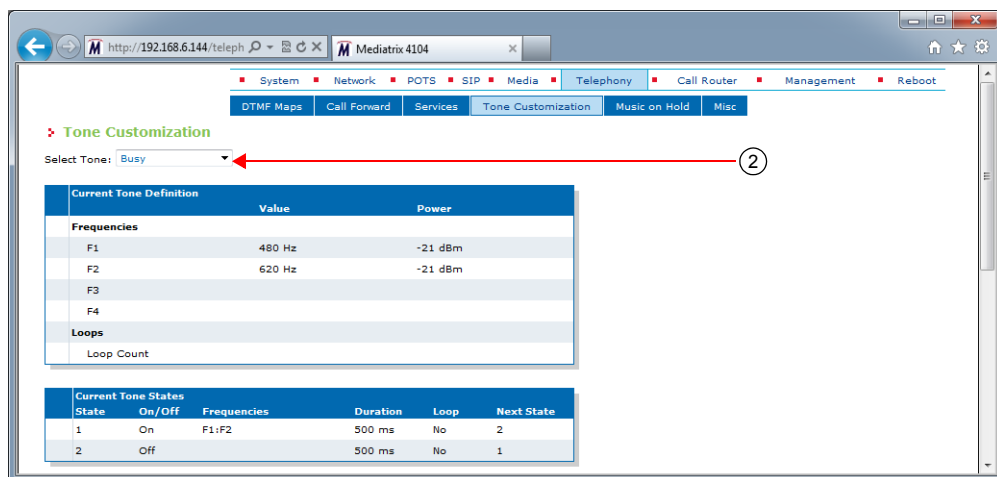 http://192.168.6.144/teleph
Mediatrix 4104
System Network POTS SIP Media Telephony Call Router Management Reboot
DTMF Maps Call Forward Services Tone Customization Music on Hold Misc
Tone Customization
Select Tone: Busy
2
Current Tone Definition
Value Power
Frequencies
F1 480 Hz -21 dBm
F2 620 Hz -21 dBm
F3
F4
Loops
Loop Count
Current Tone States
State On/Off Frequencies Duration Loop Next State
1 On F1:F2 500 ms No 2
2 Off 500 ms No 1